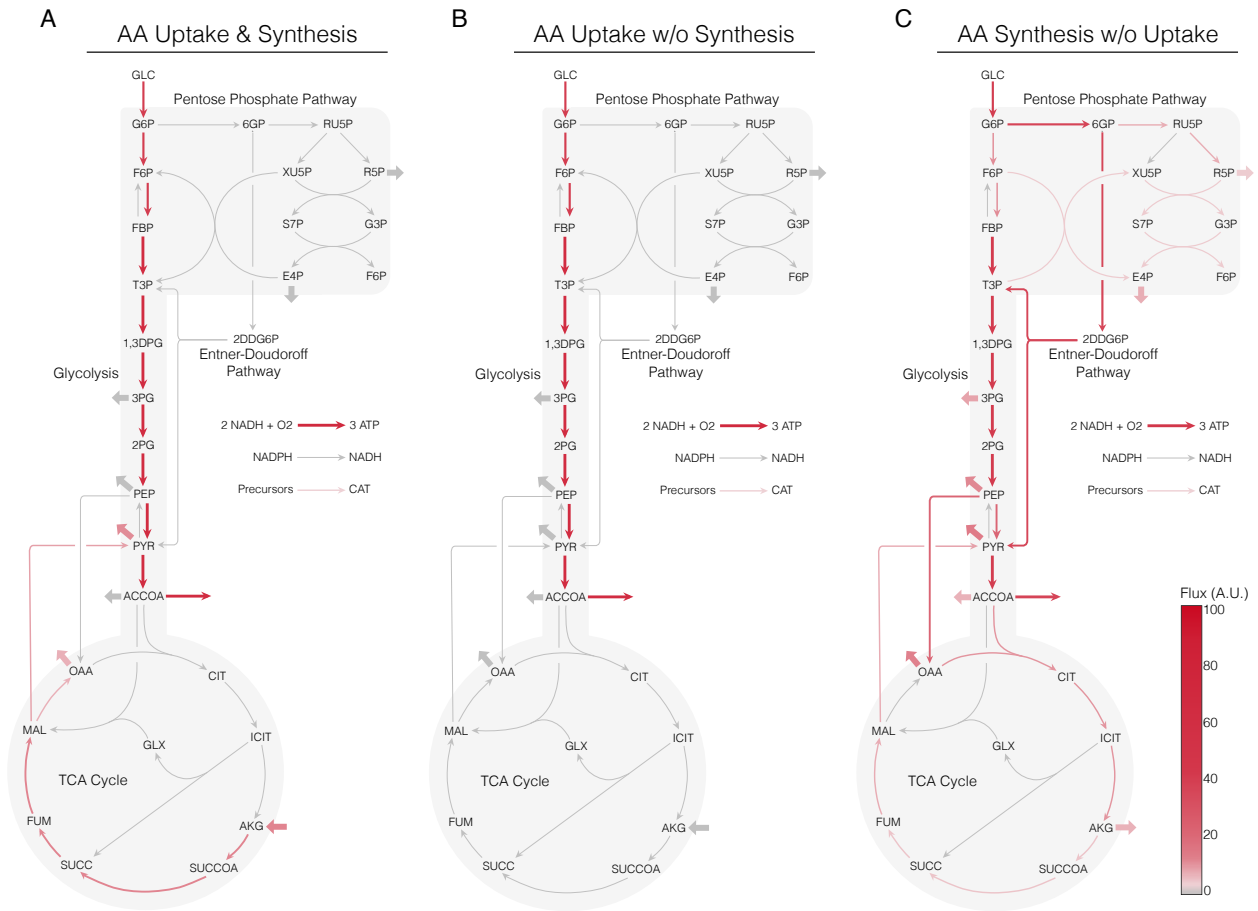 A
AA Uptake & Synthesis
GLC
Pentose Phosphate Pathway
G6P
6GP
RU5P
F6P
XU5P
R5P
FBP
S7P
G3P
T3P
E4P
F6P
1,3DPG
2DDG6P
Entner-Doudoroff
Pathway
Glycolysis
3PG
2 NADH + O2
3 ATP
2PG
NADPH
NADH
PEP
Precursors
CAT
PYR
ACCOA
OAA
CIT
MAL
GLX
ICIT
TCA Cycle
FUM
AKG
SUCC
SUCCOA
B
AA Uptake w/o Synthesis
GLC
Pentose Phosphate Pathway
G6P
6GP
RU5P
F6P
XU5P
R5P
FBP
S7P
G3P
T3P
E4P
F6P
1,3DPG
2DDG6P
Entner-Doudoroff
Pathway
Glycolysis
3PG
2 NADH + O2
3 ATP
2PG
NADPH
NADH
PEP
Precursors
CAT
PYR
ACCOA
OAA
CIT
MAL
GLX
ICIT
TCA Cycle
FUM
AKG
SUCC
SUCCOA
C
AA Synthesis w/o Uptake
GLC
Pentose Phosphate Pathway
G6P
6GP
RU5P
F6P
XU5P
R5P
FBP
S7P
G3P
T3P
E4P
F6P
1,3DPG
2DDG6P
Entner-Doudoroff
Pathway
Glycolysis
3PG
2 NADH + O2
3 ATP
2PG
NADPH
NADH
PEP
Precursors
CAT
PYR
ACCOA
OAA
CIT
MAL
GLX
ICIT
TCA Cycle
FUM
AKG
SUCC
SUCCOA
Flux (A.U.)
100
80
60
40
20
0